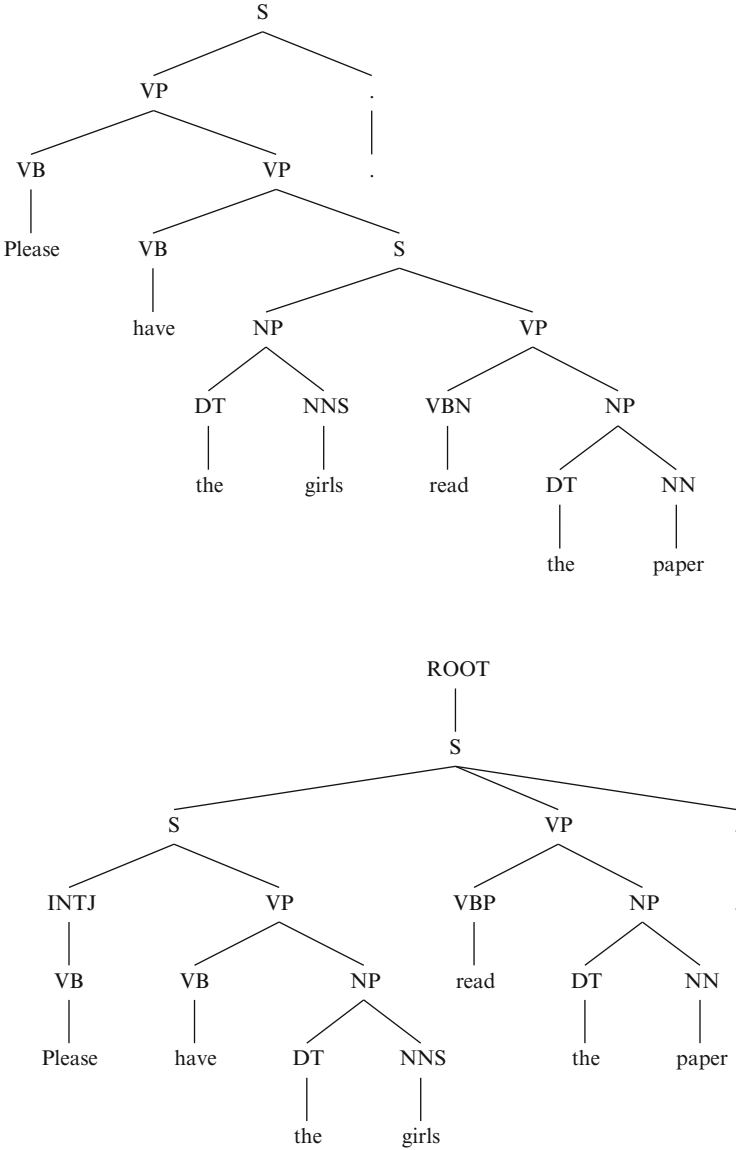 S
VP .
VB VP .
Please VB S
have NP VP
DT NNS VBN NP
the girls read DT NN
the paper
ROOT
S
S VP
INTJ VP VBP NP
VB VB NP read DT NN
Please have DT NNS the paper
the girls